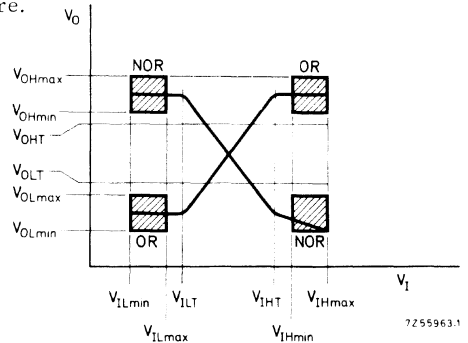 re.
V_O
NOR
OR
V_OHmax
V_OHmin
V_OHT
V_OLT
V_OLmax
V_OLmin
OR
NOR
V_I
V_ILmin
V_ILT
V_IHT
V_IHmax
V_ILmax
V_IHmin
7Z55963.1